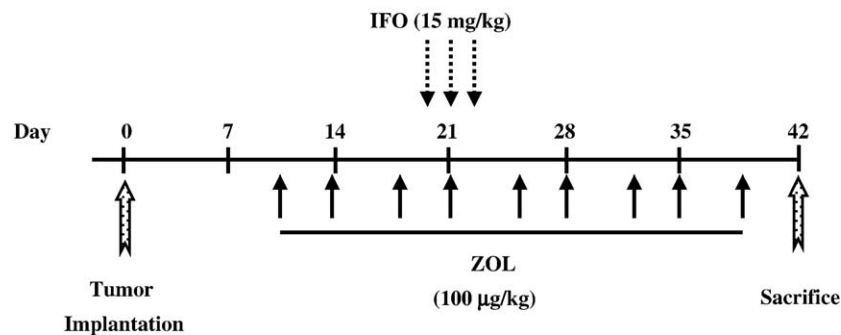 IFO (15 mg/kg)
Day 0 7 14 21 28 35 42
ZOL
(100 μg/kg)
Tumor
Implantation
Sacrifice